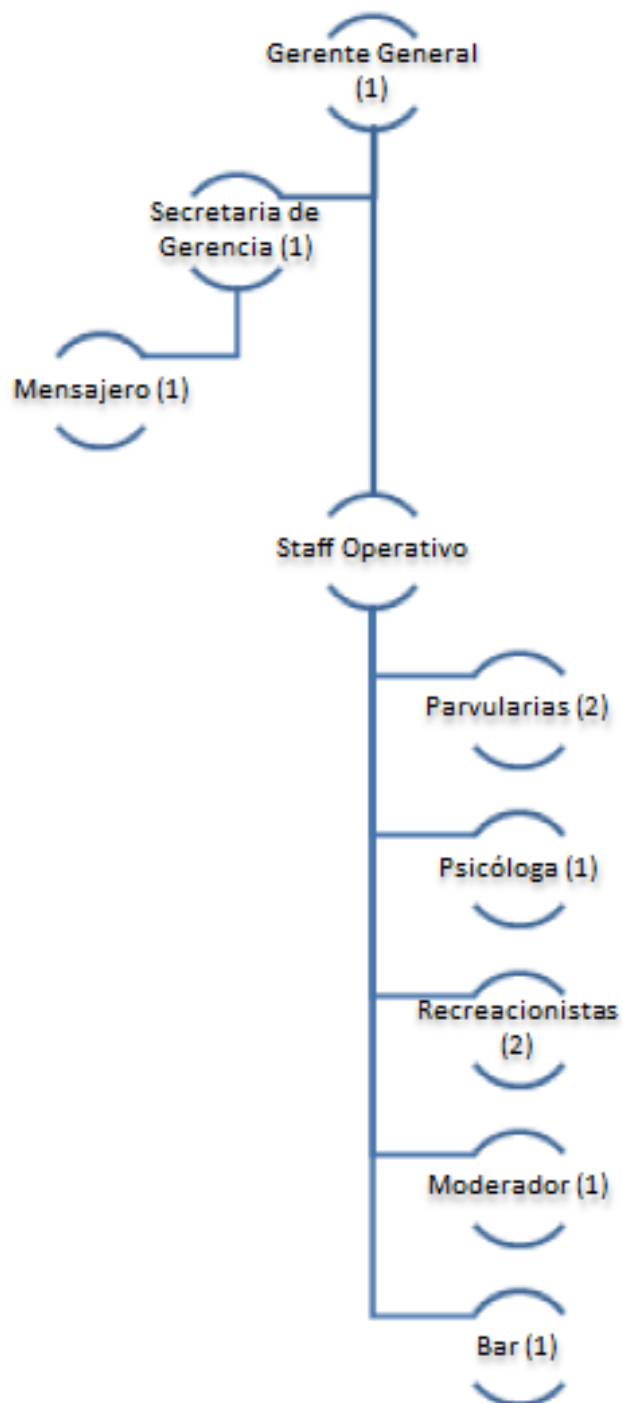 Gerente General
(1)
Secretaria de
Gerencia (1)
Mensajero (1)
Staff Operativo
Parvularias (2)
Psicóloga (1)
Recreacionistas
(2)
Moderador (1)
Bar (1)